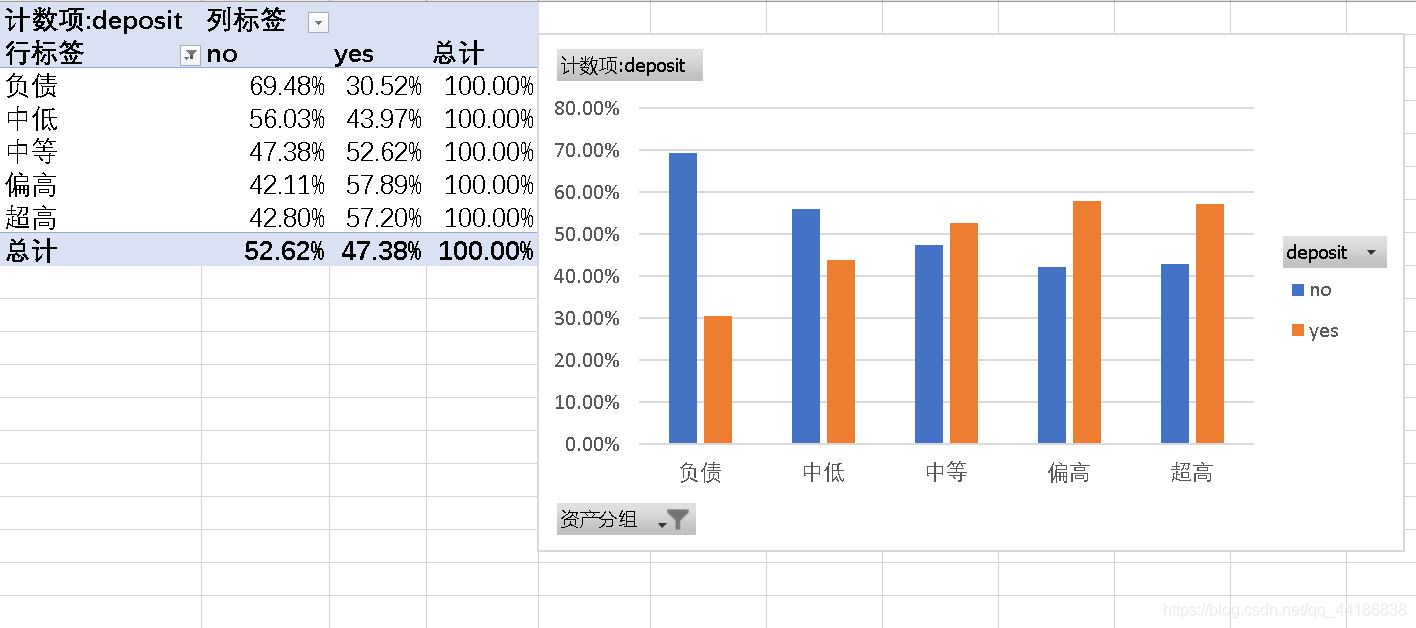 计数项:deposit 列标签
行标签 no yes 总计
负债 69.48% 30.52% 100.00%
中低 56.03% 43.97% 100.00%
中等 47.38% 52.62% 100.00%
偏高 42.11% 57.89% 100.00%
超高 42.80% 57.20% 100.00%
总计 52.62% 47.38% 100.00%
计数项:deposit
80.00%
70.00%
60.00%
50.00%
40.00%
30.00%
20.00%
10.00%
0.00%
负债 中低 中等 偏高 超高
deposit
no
yes
资产分组
https://blog.csdn.net/qq_44186838